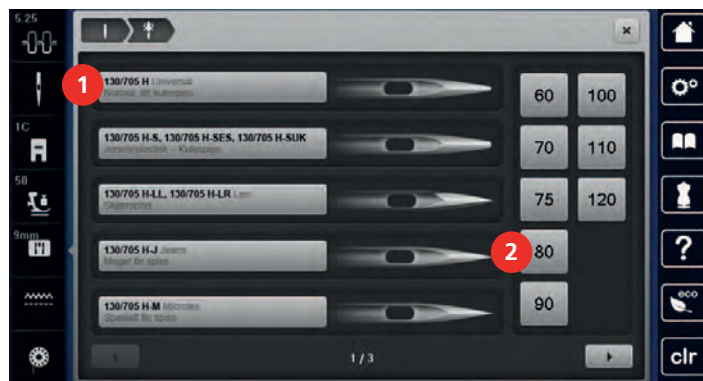 5.25
1
130/705 H Universal
Normal, litt Kulespiss
60
100
1C
130/705 H-S, 130/705 H-SES, 130/705 H-SUK
Jersey/elastisk – Kulespiss
70
110
50
130/705 H-LL, 130/705 H-LR Lær
Skjærspiss
75
120
9mm
130/705 H-J Jeans
Meget fin spiss
2
80
?
130/705 H-M Microtex
Spesielt fin spiss
90
eco
1 / 3
clr